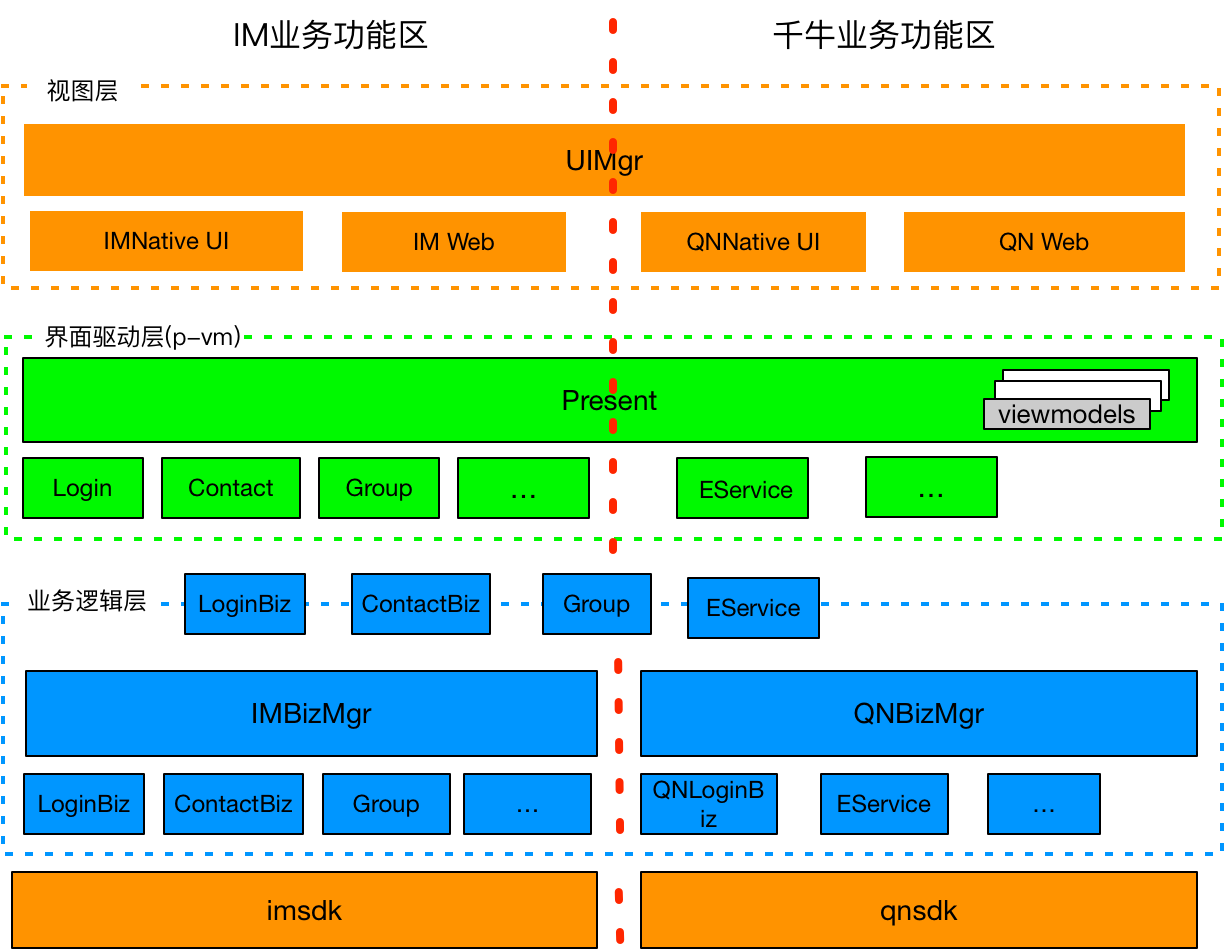 IM业务功能区
千牛业务功能区
视图层
UIMgr
IMNative UI
IM Web
QNNative UI
QN Web
界面驱动层(p-vm)
Present
viewmodels
Login
Contact
Group
...
EService
...
业务逻辑层
LoginBiz
ContactBiz
Group
EService
IMBizMgr
QNBizMgr
LoginBiz
ContactBiz
Group
...
QNLoginB
iz
EService
...
imsdk
qnsdk